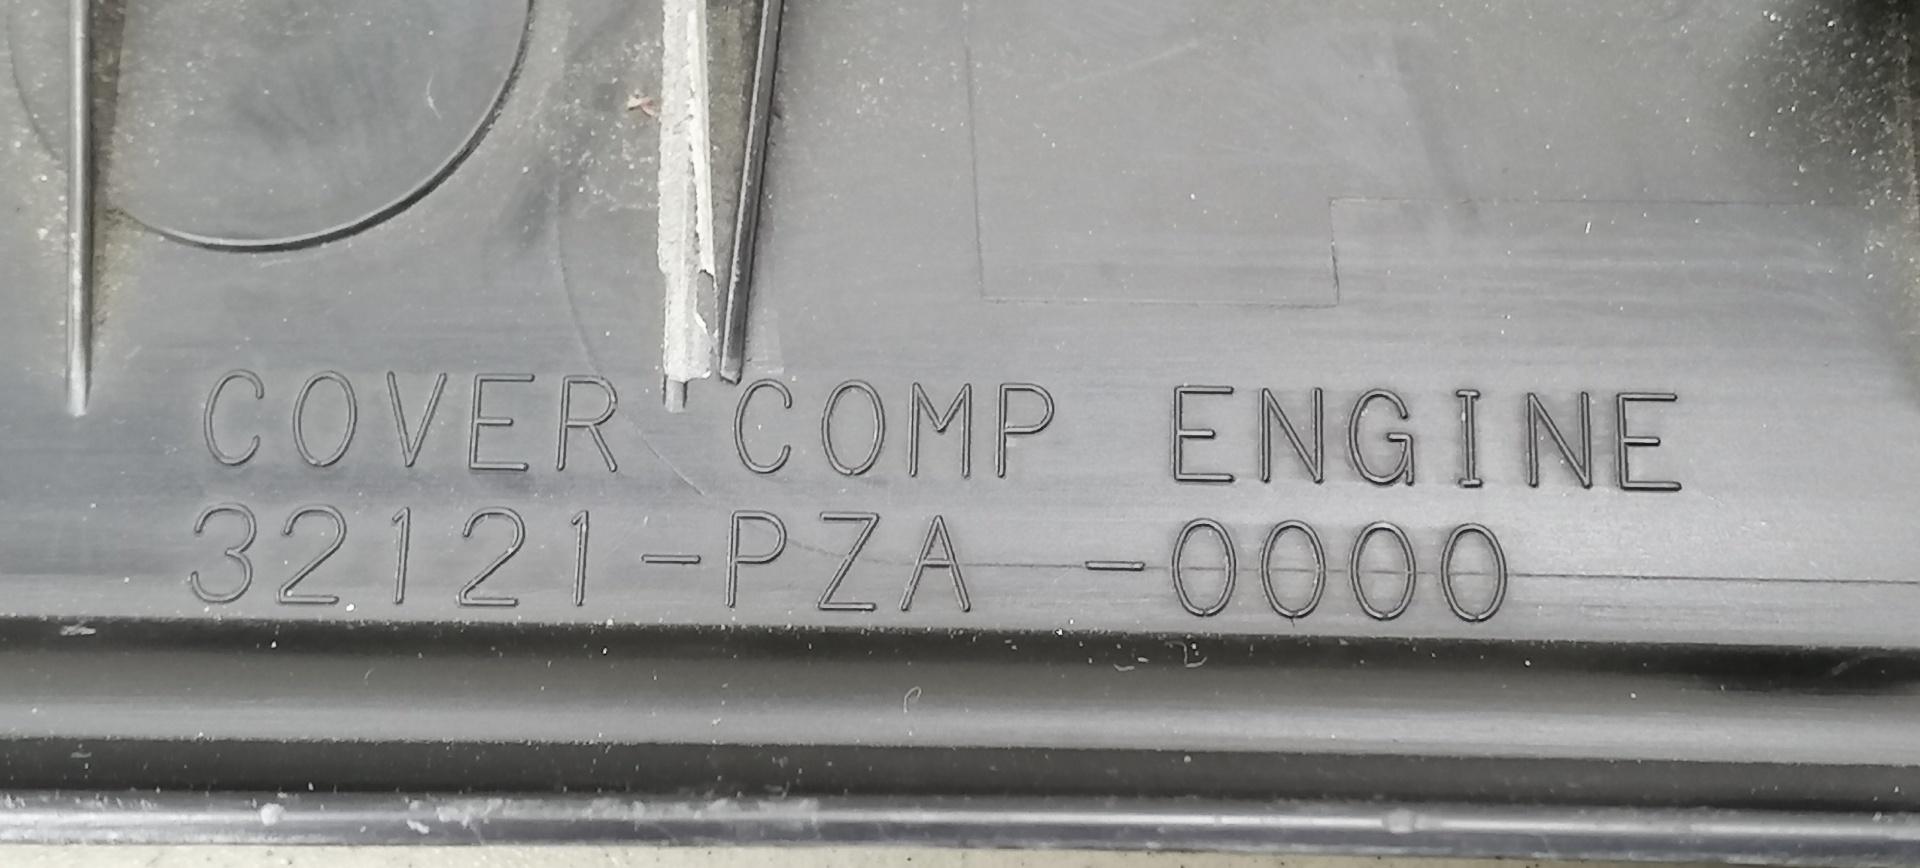 COVER COMP ENGINE
32121-PZA -0000